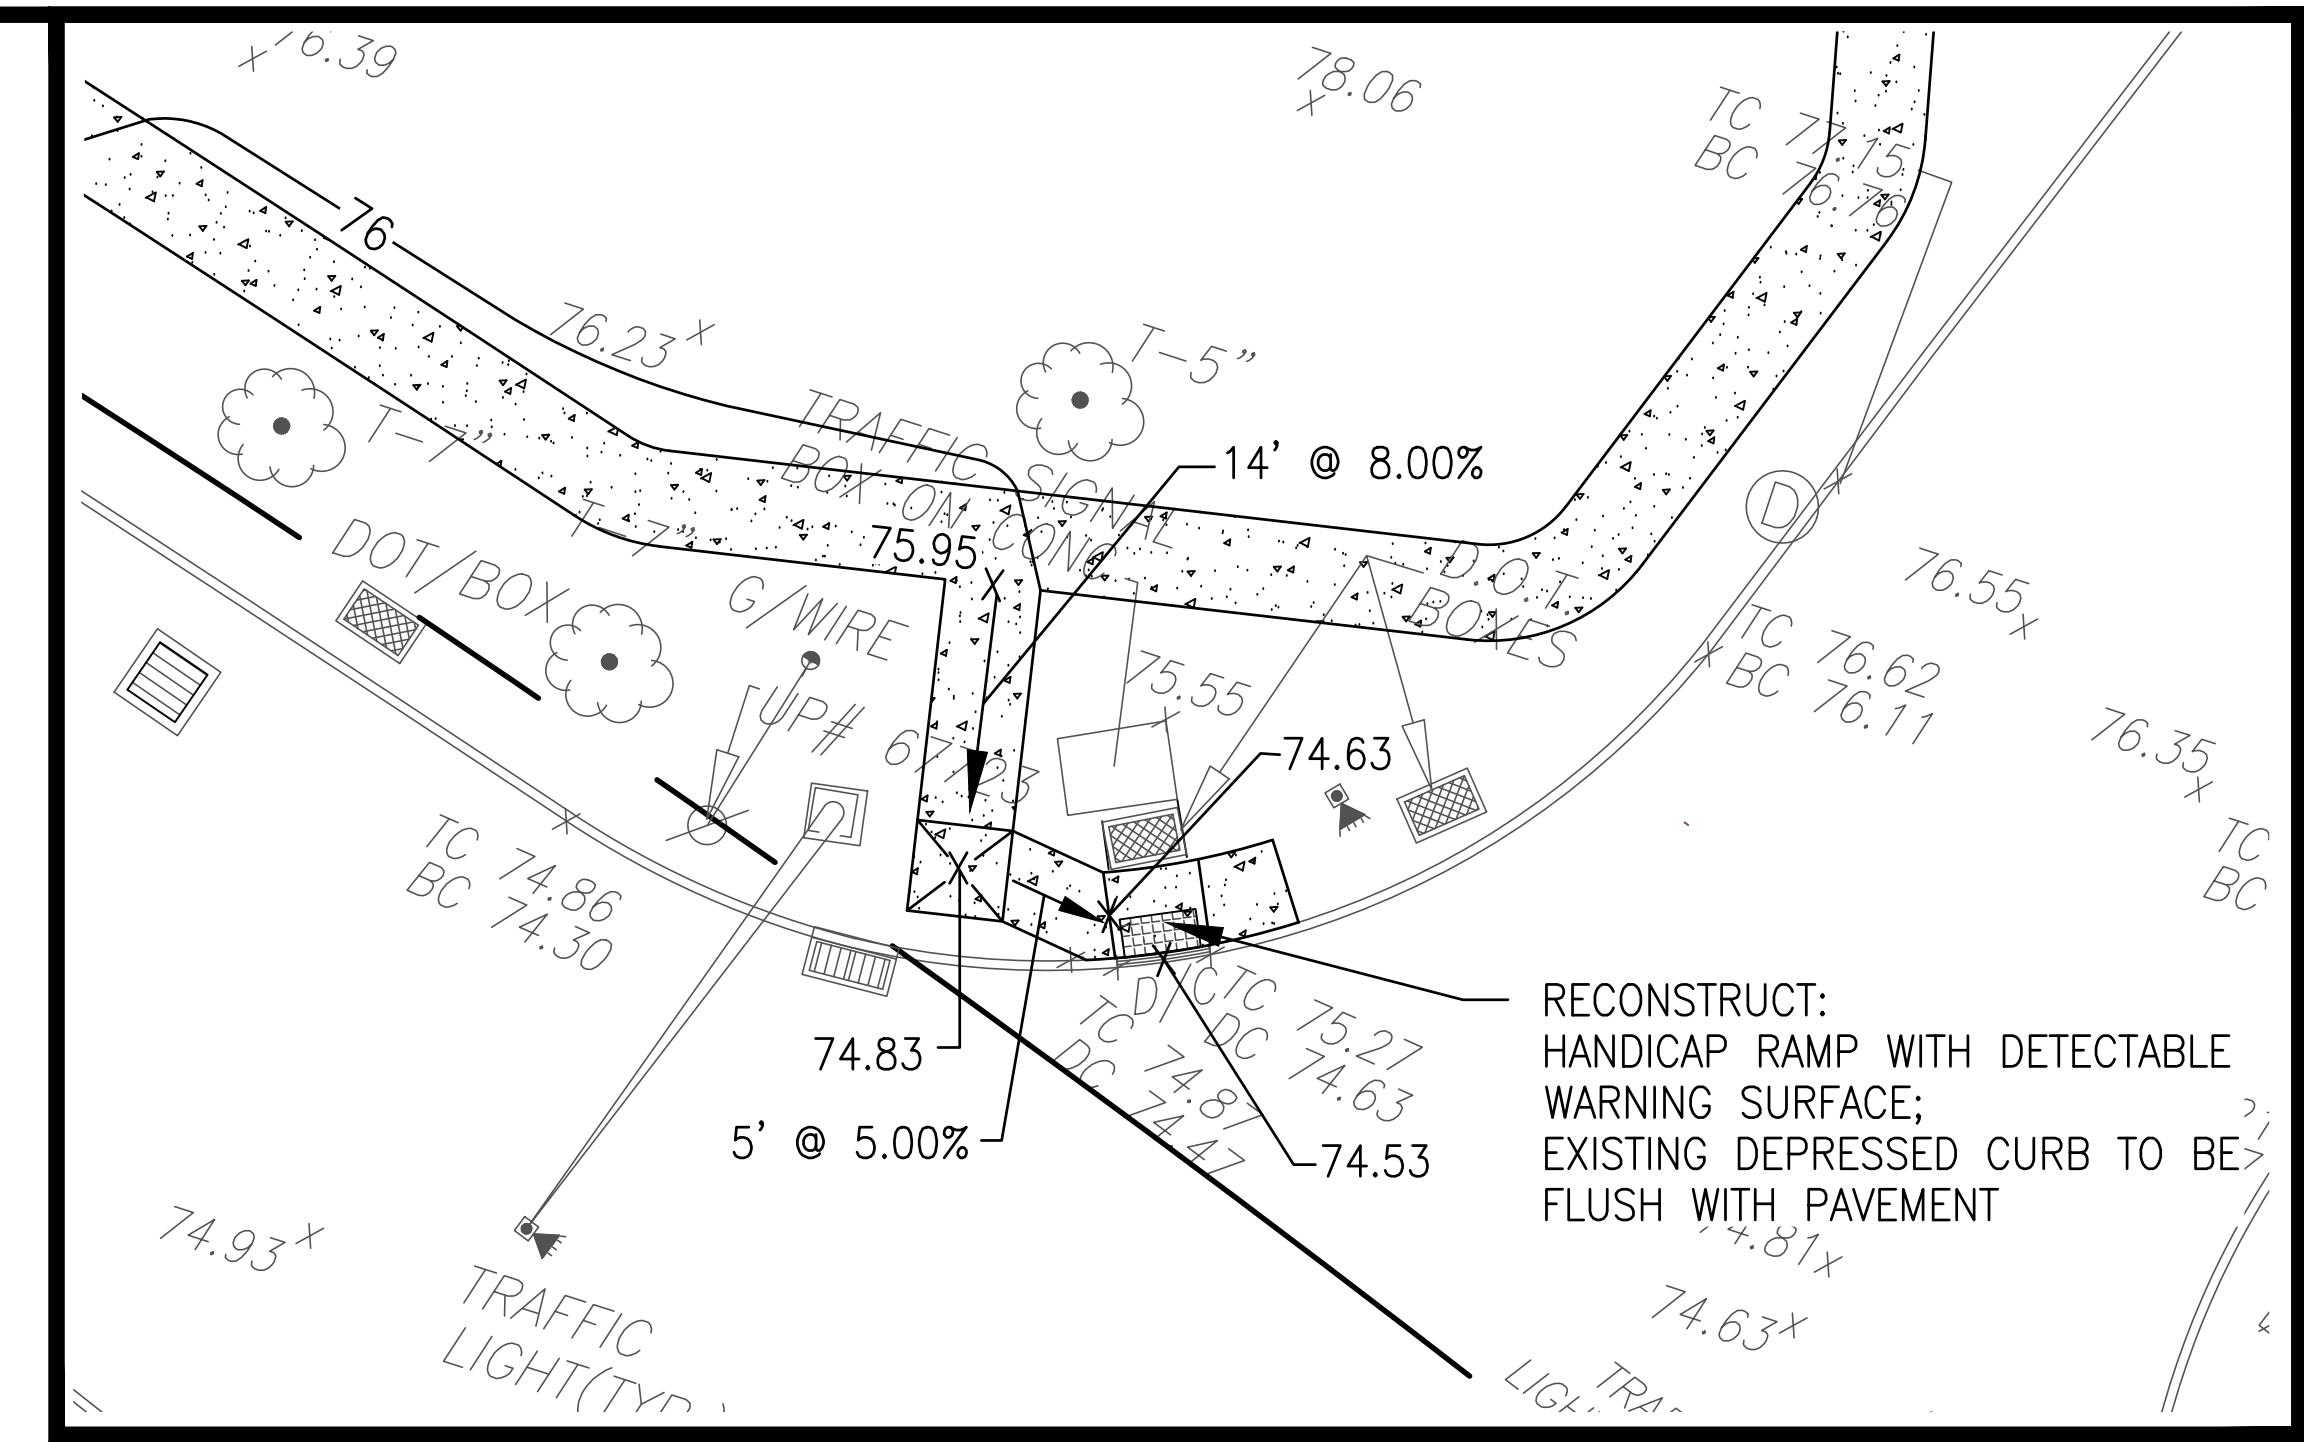 76.39
78.06
TC 77.15
BC 76.76
76
76.23
T-5"
TRAFFIC SIGNAL
BOX ON CONC
14' @ 8.00%
T-7"
T-7"
75.95
DOT/BOX
G/WIRE
D.O.T.
BOXES
D
76.55
TC 76.62
BC 76.11
75.55
UP# 67723
76.35
74.63
TC
BC
TC 74.86
BC 74.30
D/C
TC 75.27
DC 74.63
TC 74.87
DC 74.47
74.83
5' @ 5.00%
74.53
RECONSTRUCT:
HANDICAP RAMP WITH DETECTABLE
WARNING SURFACE;
EXISTING DEPRESSED CURB TO BE
FLUSH WITH PAVEMENT
74.93
74.81
74.63
TRAFFIC
LIGHT(TYP.)